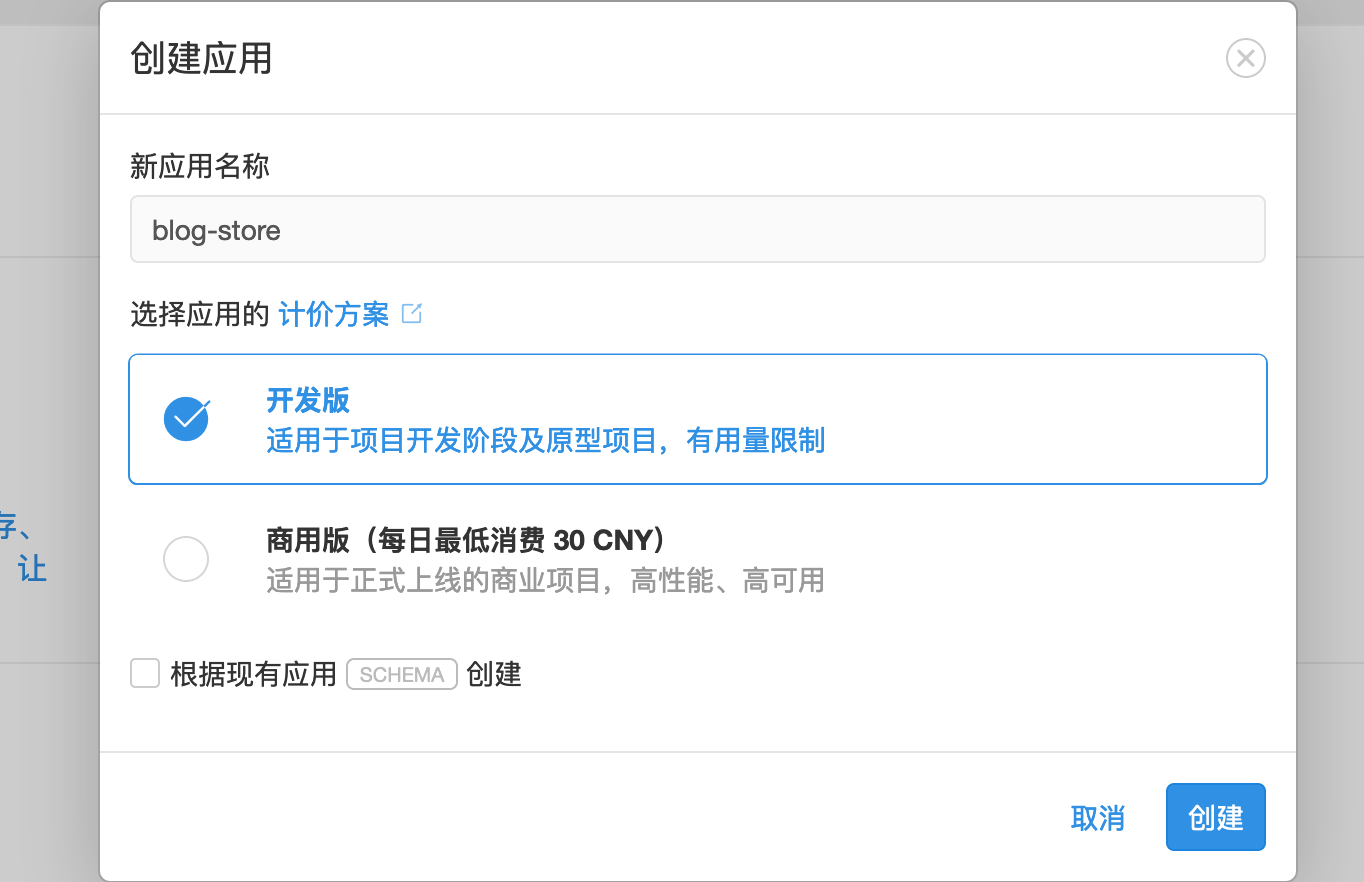 创建应用
新应用名称
blog-store
选择应用的 计价方案
开发版
适用于项目开发阶段及原型项目，有用量限制
商用版（每日最低消费 30 CNY）
适用于正式上线的商业项目，高性能、高可用
存、
让
根据现有应用 SCHEMA 创建
取消
创建